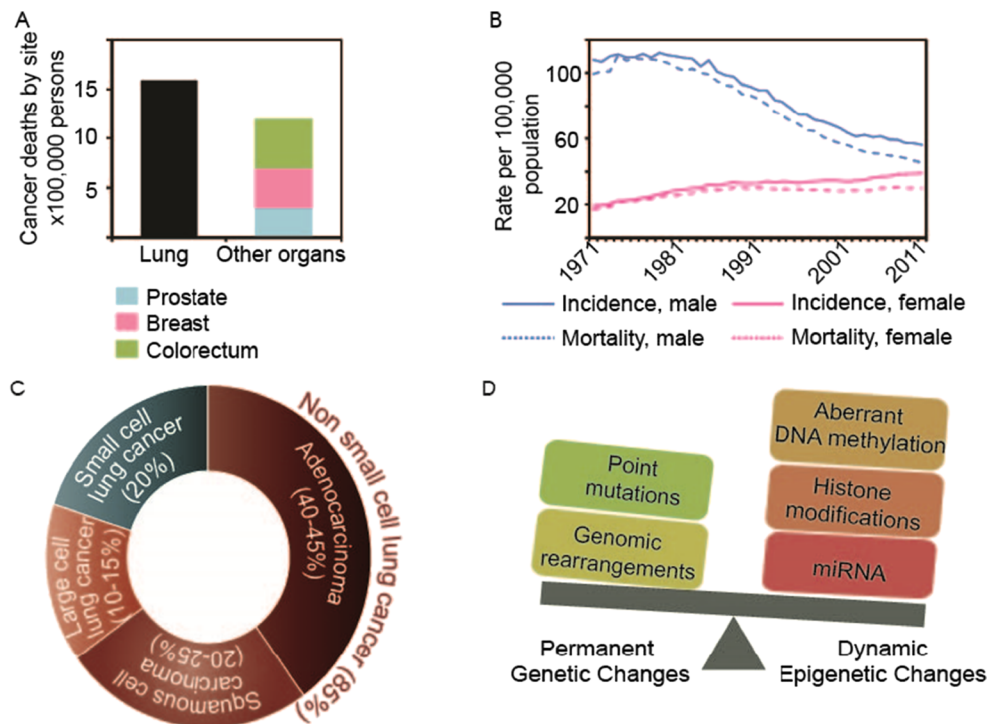 A
Cancer deaths by site
x100,000 persons
15
10
5
Lung
Other organs
Prostate
Breast
Colorectum
B
Rate per 100,000
population
100
60
20
1971
1981
1991
2001
2011
Incidence, male
Incidence, female
Mortality, male
Mortality, female
C
Non small cell lung cancer (85%)
Adenocarcinoma
(40-45%)
Squamous cell
carcinoma
(20-25%)
Large cell
lung cancer
(10-15%)
Small cell
lung cancer
(20%)
D
Point
mutations
Genomic
rearrangements
Aberrant
DNA methylation
Histone
modifications
miRNA
Permanent
Genetic Changes
Dynamic
Epigenetic Changes